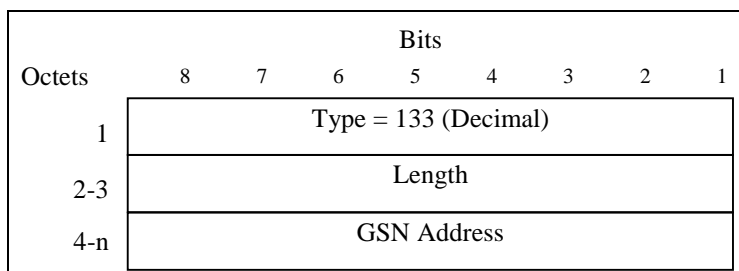 Bits
Octets 8 7 6 5 4 3 2 1
1 Type = 133 (Decimal)
2-3 Length
4-n GSN Address